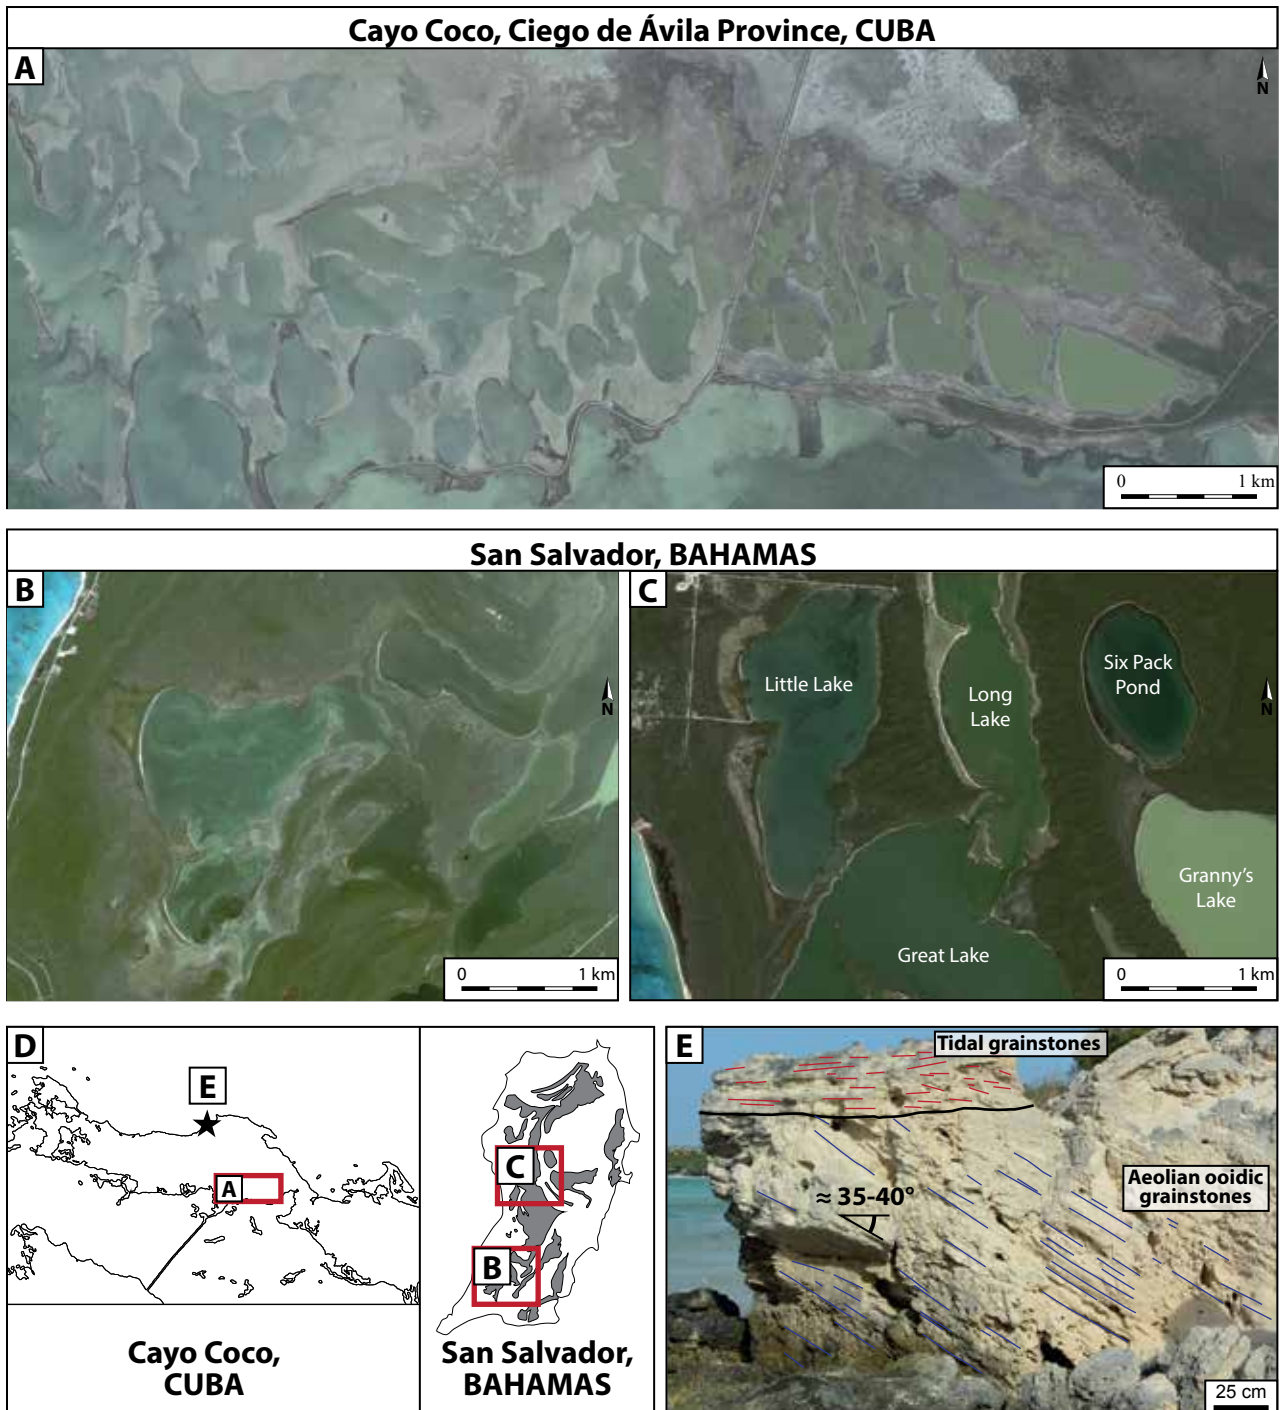 Cayo Coco, Ciego de Ávila Province, CUBA
A
N
0 1 km
San Salvador, BAHAMAS
B
N
0 1 km
C
Little Lake
Long
Lake
Six Pack
Pond
N
Granny's
Lake
Great Lake
0 1 km
D
E
A
Cayo Coco,
CUBA
C
B
San Salvador,
BAHAMAS
E
Tidal grainstones
Aeolian ooidic
grainstones
≈ 35-40°
25 cm